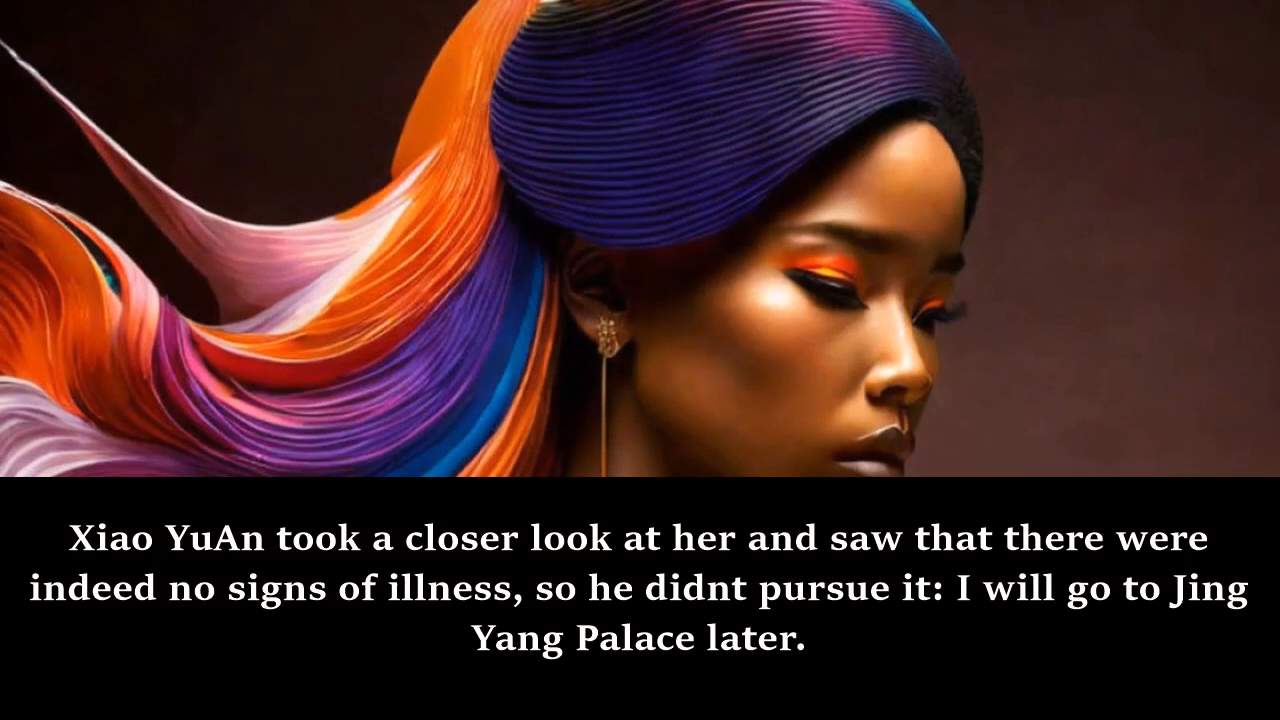 Xiao YuAn took a closer look at her and saw that there were
indeed no signs of illness, so he didnt pursue it: I will go to Jing
Yang Palace later.